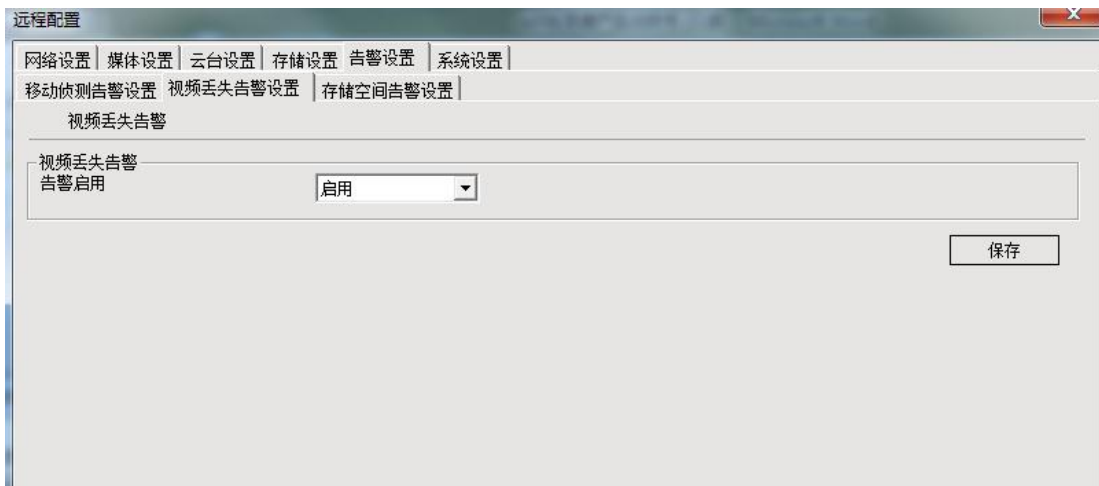 远程配置
网络设置 媒体设置 云台设置 存储设置 告警设置 系统设置
移动侦测告警设置 视频丢失告警设置 存储空间告警设置
视频丢失告警
视频丢失告警
告警启用 启用
保存